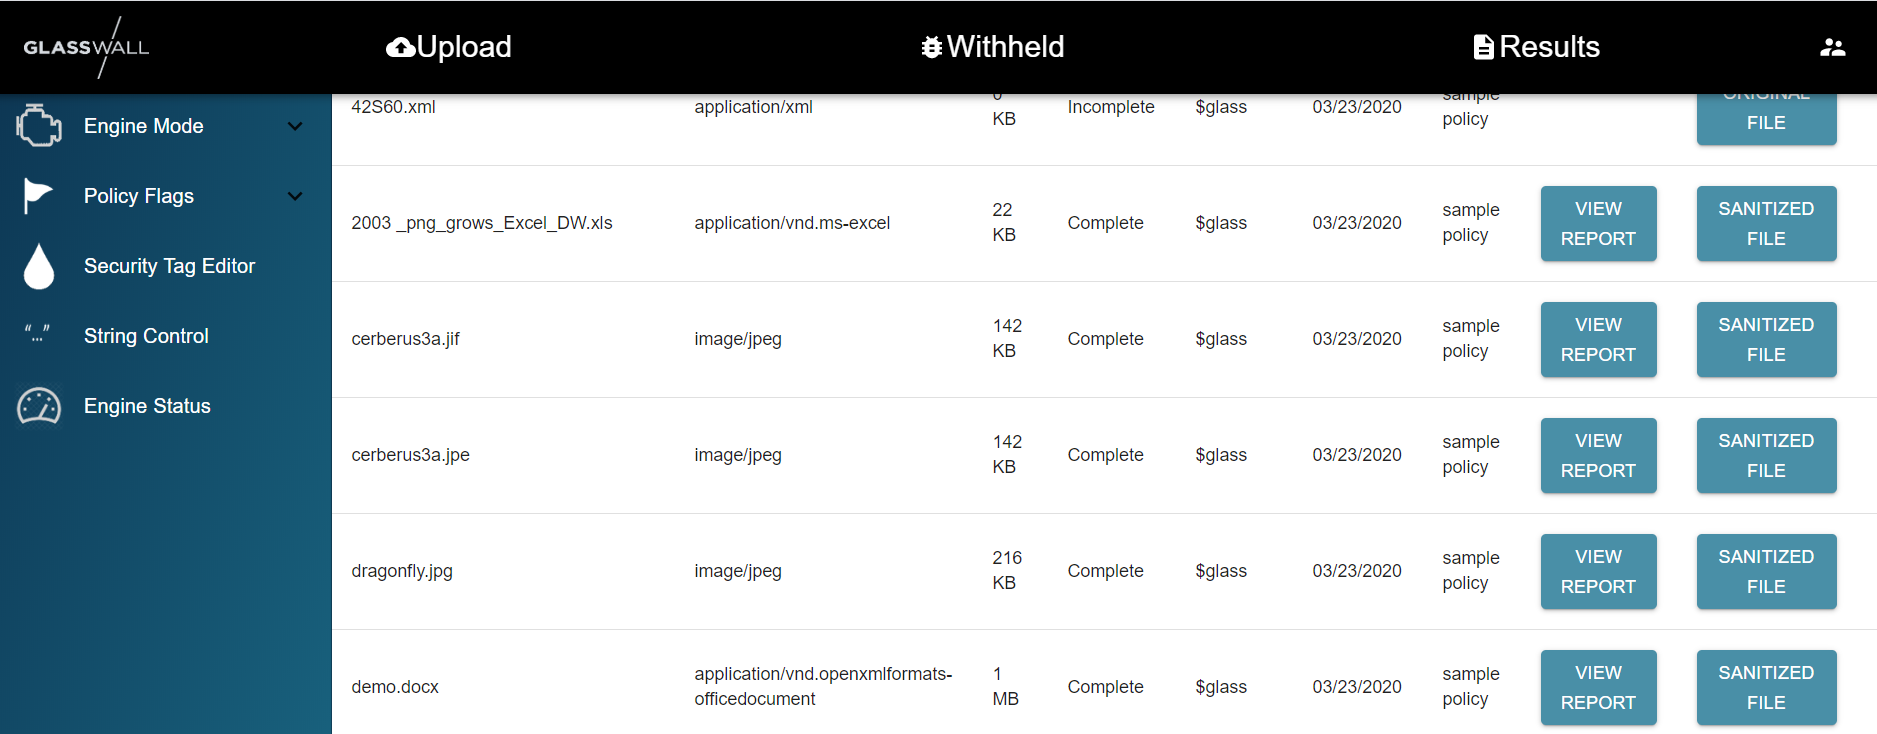 GLASSWALL
Upload
Withheld
Results
Engine Mode
Policy Flags
Security Tag Editor
String Control
Engine Status
42S60.xml application/xml 0 KB Incomplete $glass 03/23/2020 sample policy ORIGINAL FILE
2003 _png_grows_Excel_DW.xls application/vnd.ms-excel 22 KB Complete $glass 03/23/2020 sample policy VIEW REPORT SANITIZED FILE
cerberus3a.jif image/jpeg 142 KB Complete $glass 03/23/2020 sample policy VIEW REPORT SANITIZED FILE
cerberus3a.jpe image/jpeg 142 KB Complete $glass 03/23/2020 sample policy VIEW REPORT SANITIZED FILE
dragonfly.jpg image/jpeg 216 KB Complete $glass 03/23/2020 sample policy VIEW REPORT SANITIZED FILE
demo.docx application/vnd.openxmlformats-officedocument 1 MB Complete $glass 03/23/2020 sample policy VIEW REPORT SANITIZED FILE